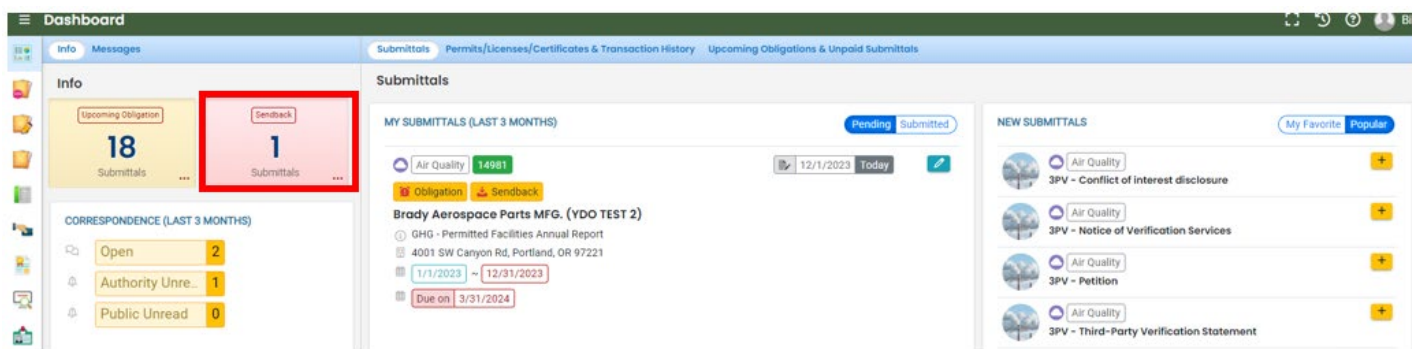 Dashboard
Info Messages
Submittals Permits/Licenses/Certificates & Transaction History Upcoming Obligations & Unpaid Submittals
Info
Upcoming Obligation
18
Submittals
Sendback
1
Submittals
CORRESPONDENCE (LAST 3 MONTHS)
Open 2
Authority Unre... 1
Public Unread 0
Submittals
MY SUBMITTALS (LAST 3 MONTHS)
Pending Submitted
Air Quality 14981
12/1/2023 Today
Obligation Sendback
Brady Aerospace Parts MFG. (YDO TEST 2)
GHG - Permitted Facilities Annual Report
4001 SW Canyon Rd, Portland, OR 97221
1/1/2023 ~ 12/31/2023
Due on 3/31/2024
NEW SUBMITTALS
My Favorite Popular
Air Quality
3PV - Conflict of interest disclosure
Air Quality
3PV - Notice of Verification Services
Air Quality
3PV - Petition
Air Quality
3PV - Third-Party Verification Statement